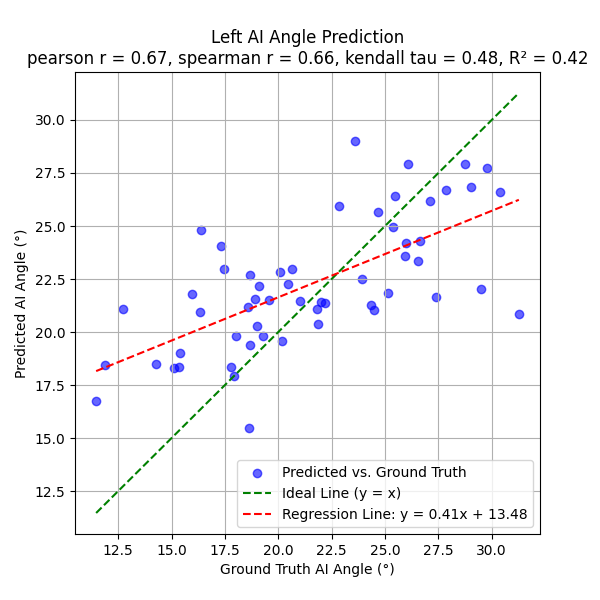 Left AI Angle Prediction
pearson r = 0.67, spearman r = 0.66, kendall tau = 0.48, R² = 0.42
Predicted AI Angle (°)
30.0
27.5
25.0
22.5
20.0
17.5
15.0
12.5
Predicted vs. Ground Truth
Ideal Line (y = x)
Regression Line: y = 0.41x + 13.48
12.5 15.0 17.5 20.0 22.5 25.0 27.5 30.0
Ground Truth AI Angle (°)